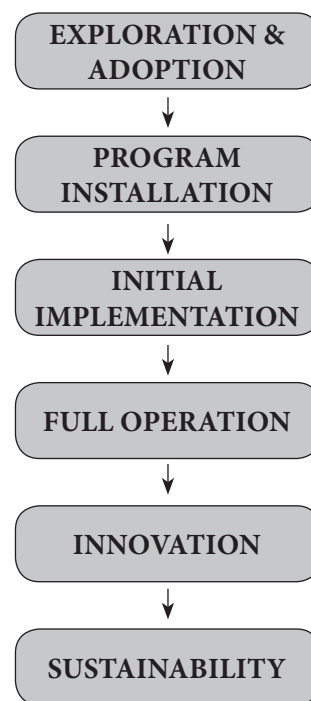 EXPLORATION &
ADOPTION
PROGRAM
INSTALLATION
INITIAL
IMPLEMENTATION
FULL OPERATION
INNOVATION
SUSTAINABILITY